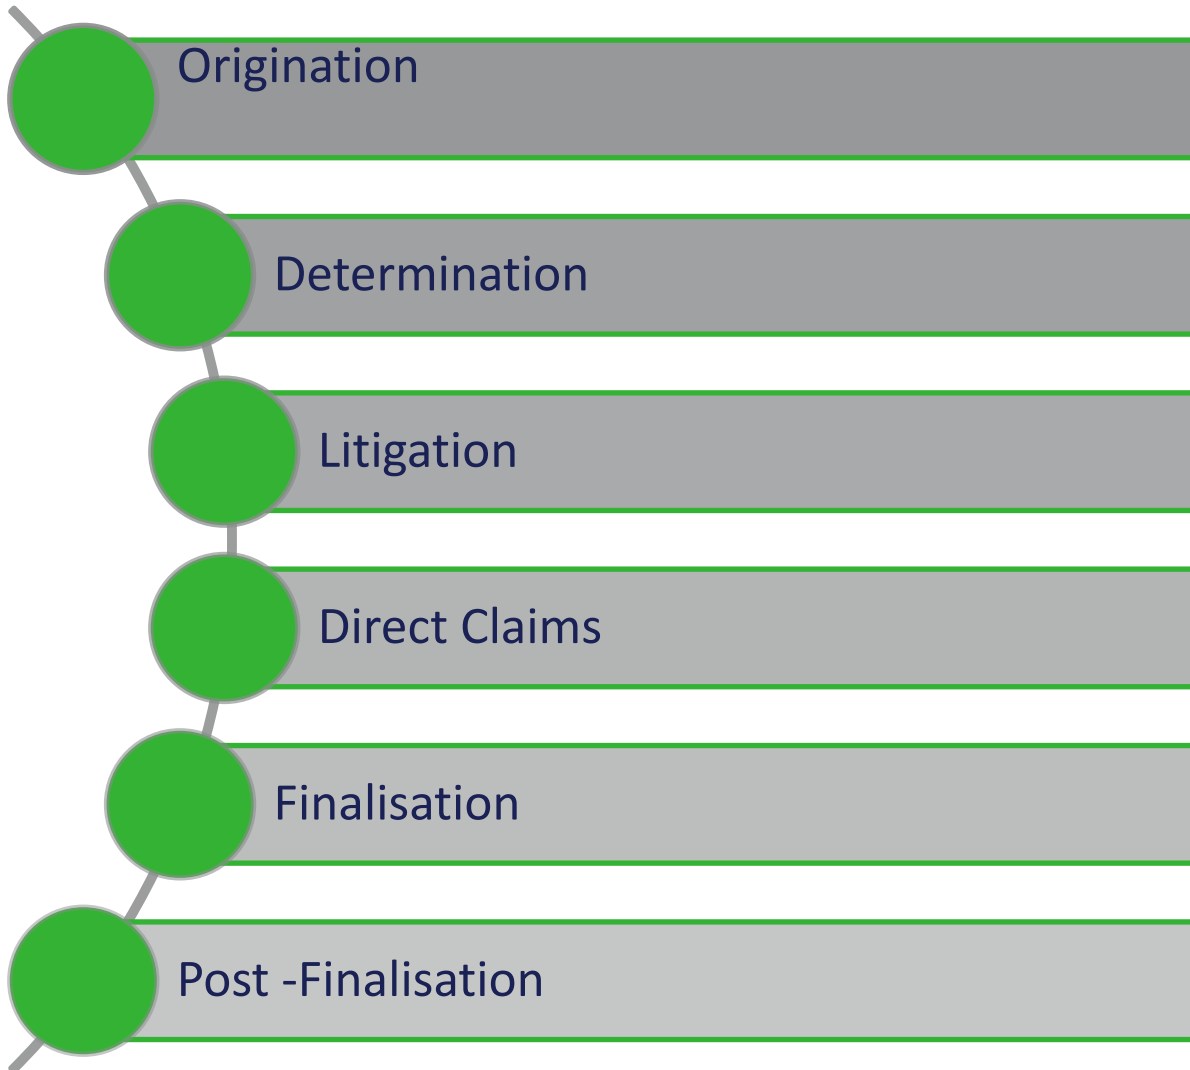 Origination
Determination
Litigation
Direct Claims
Finalisation
Post -Finalisation